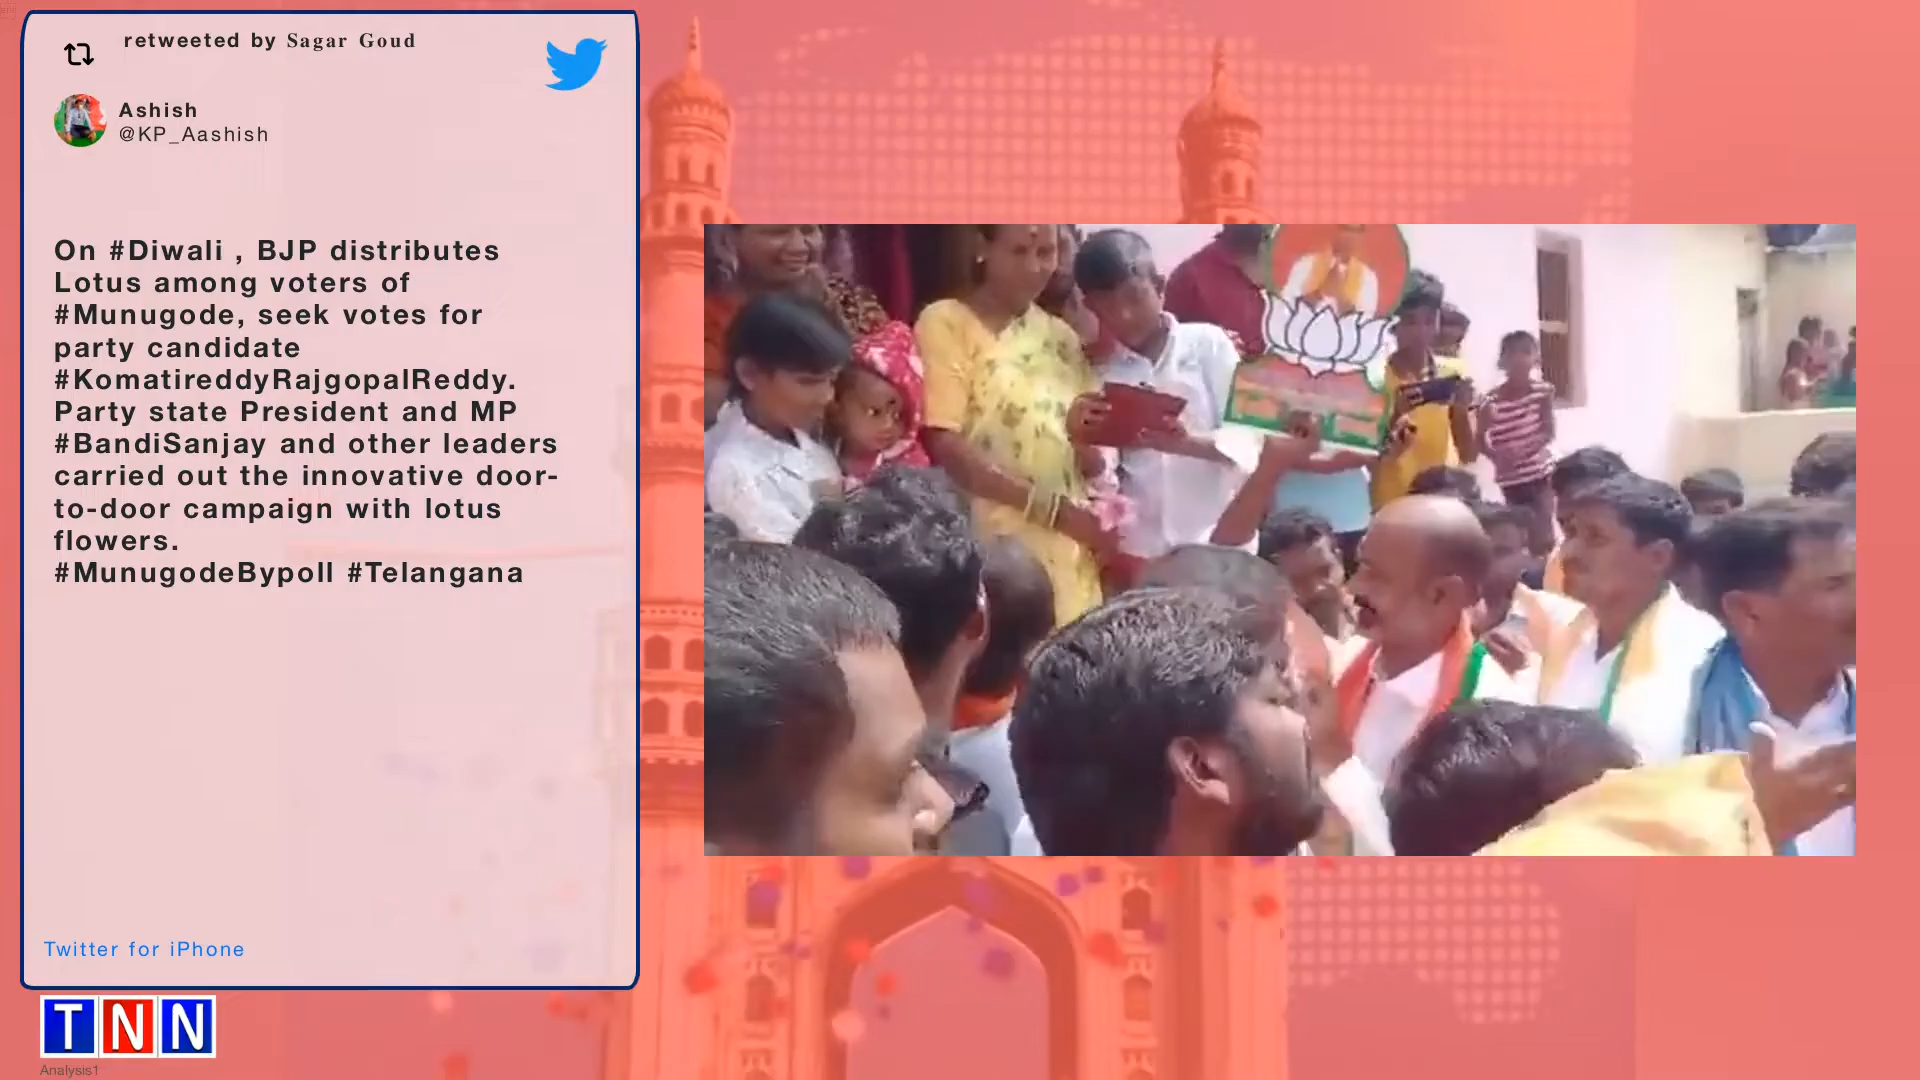 retweeted by Sagar Goud
Ashish
@KP_Aashish
On #Diwali , BJP distributes
Lotus among voters of
#Munugode, seek votes for
party candidate
#KomatireddyRajgopalReddy.
Party state President and MP
#BandiSanjay and other leaders
carried out the innovative door-
to-door campaign with lotus
flowers.
#MunugodeBypoll #Telangana
Twitter for iPhone
TNN
Analysis1